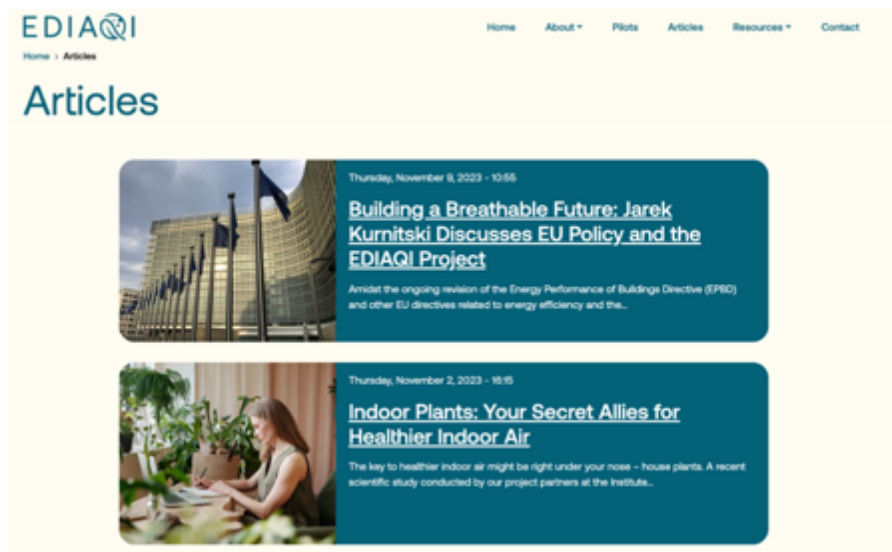 EDIAQI
Home About Pilots Articles Resources Contact
Home › Articles
Articles
Thursday, November 9, 2023 - 10:55
Building a Breathable Future: Jarek
Kurnitski Discusses EU Policy and the
EDIAQI Project
Amidst the ongoing revision of the Energy Performance of Buildings Directive (EPBD)
and other EU directives related to energy efficiency and the...
Thursday, November 2, 2023 - 16:15
Indoor Plants: Your Secret Allies for
Healthier Indoor Air
The key to healthier indoor air might be right under your nose – house plants. A recent
scientific study conducted by our project partners at the Institute...